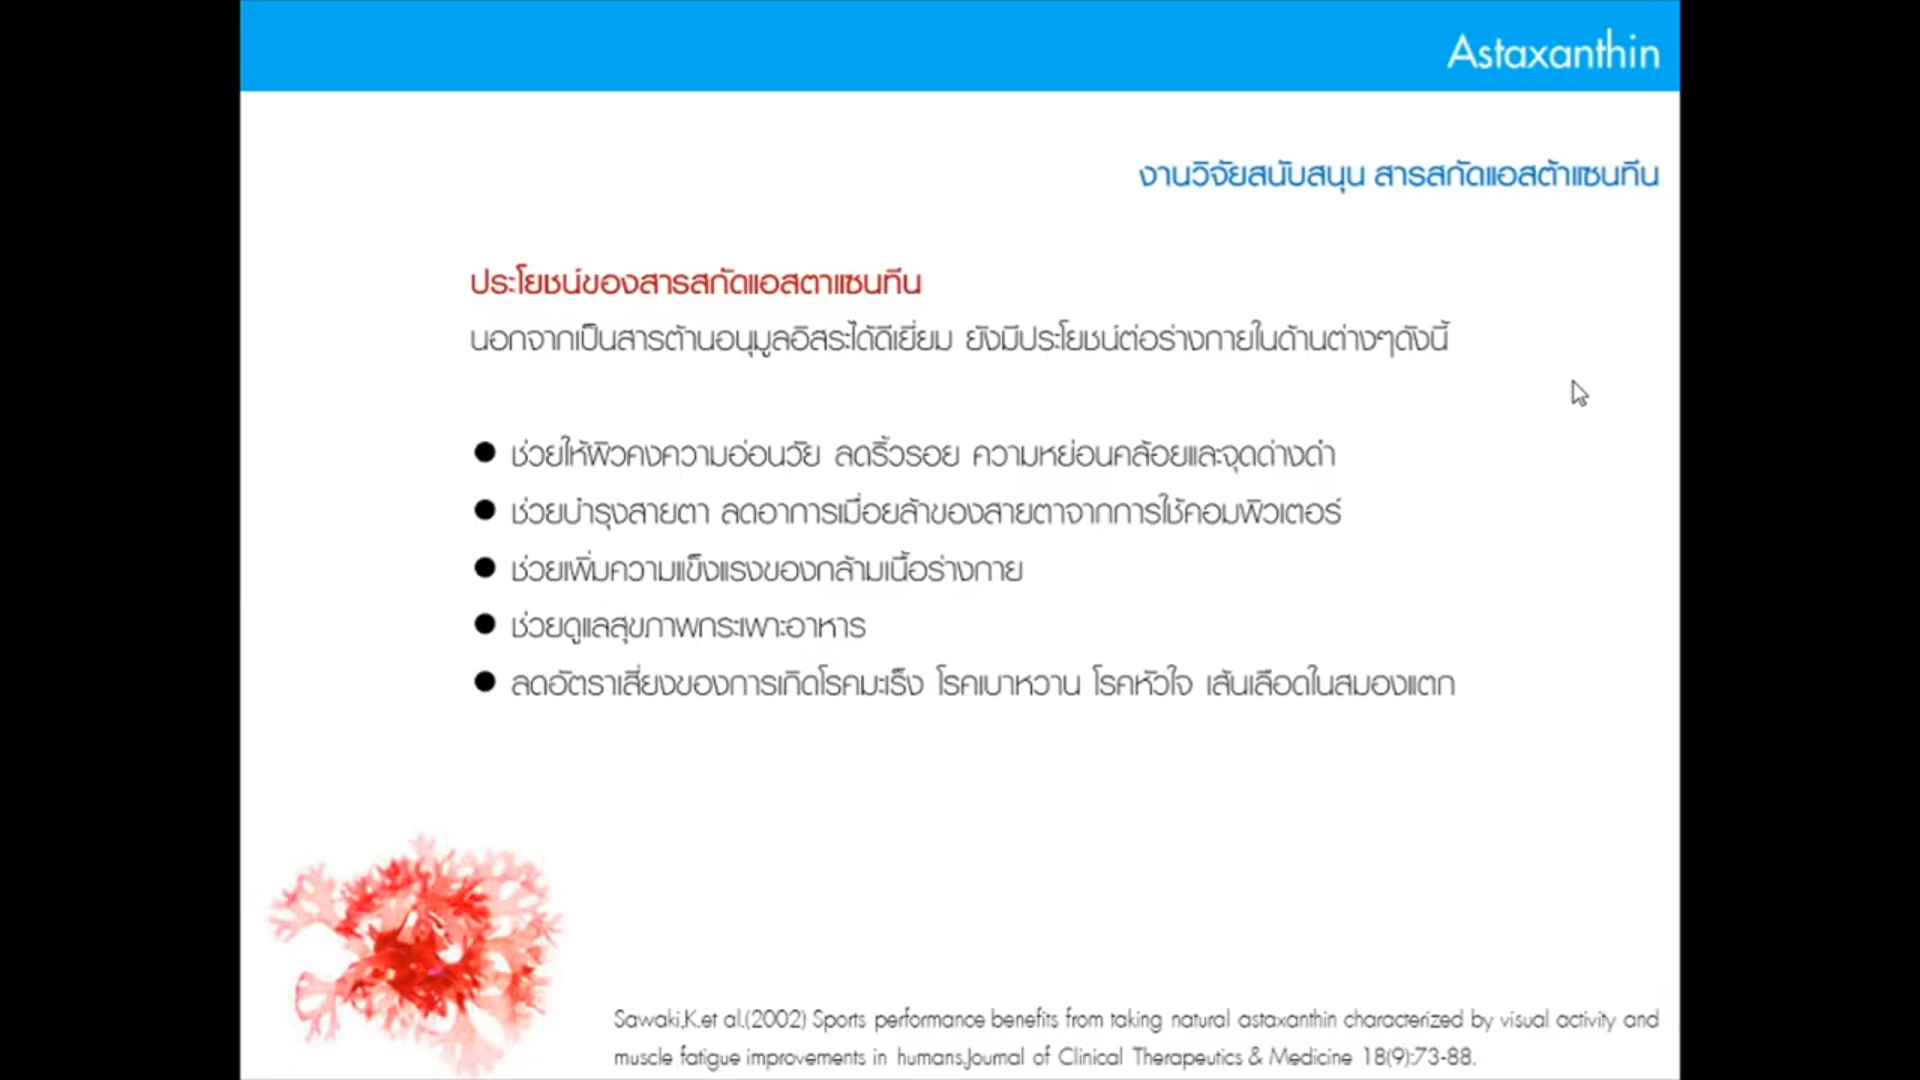 Astaxanthin
งานวิจัยสนับสนุน สารสกัดแอสต้าแซนทีน
ประโยชน์ของสารสกัดแอสตาแซนทีน
นอกจากเป็นสารต้านอนุมูลอิสระได้ดีเยี่ยม ยังมีประโยชน์ต่อร่างกายในด้านต่างๆดังนี้
● ช่วยให้ผิวคงความอ่อนวัย ลดริ้วรอย ความหย่อนคล้อยและจุดด่างดำ
● ช่วยบำรุงสายตา ลดอาการเมื่อยล้าของสายตาจากการใช้คอมพิวเตอร์
● ช่วยเพิ่มความแข็งแรงของกล้ามเนื้อร่างกาย
● ช่วยดูแลสุขภาพกระเพาะอาหาร
● ลดอัตราเสี่ยงของการเกิดโรคมะเร็ง โรคเบาหวาน โรคหัวใจ เส้นเลือดในสมองแตก
Sawaki,K.et al.(2002) Sports performance benefits from taking natural astaxanthin characterized by visual activity and
muscle fatigue improvements in humans.Journal of Clinical Therapeutics & Medicine 18(9):73-88.